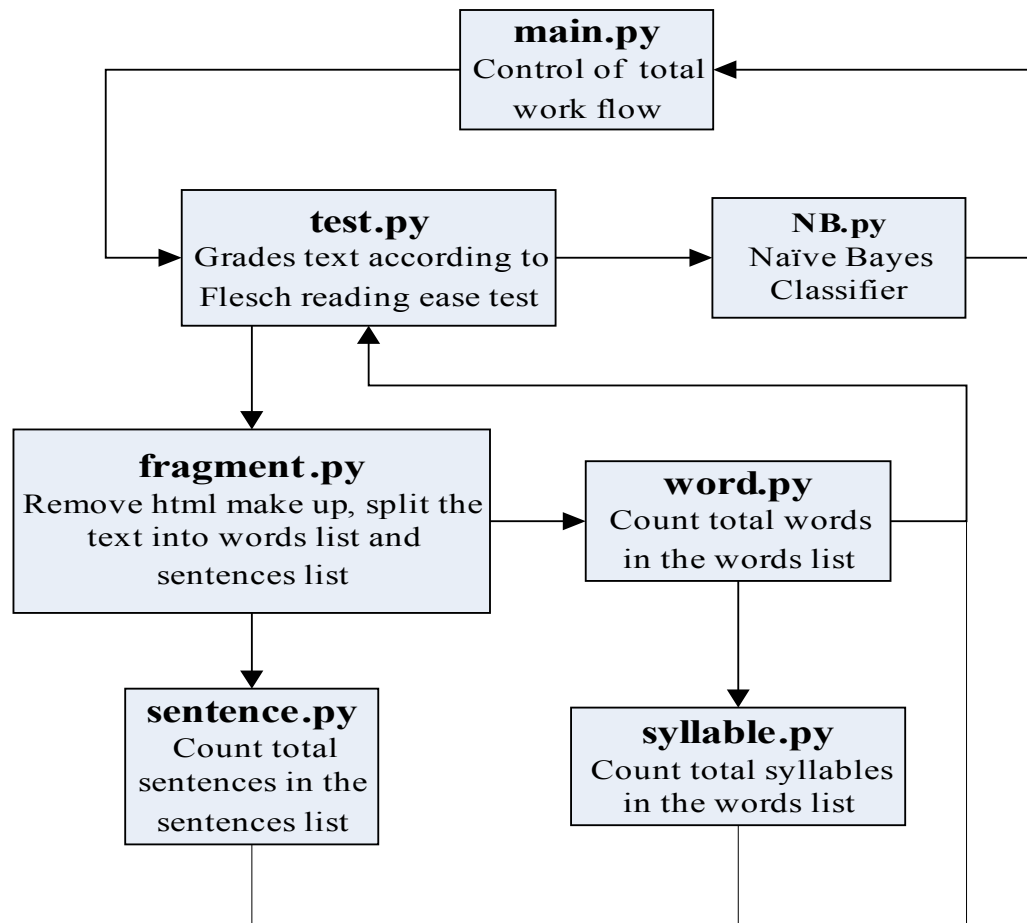 main.py
Control of total
work flow
test.py
Grades text according to
Flesch reading ease test
NB.py
Naïve Bayes
Classifier
fragment.py
Remove html make up, split the
text into words list and
sentences list
word.py
Count total words
in the words list
sentence.py
Count total
sentences in the
sentences list
syllable.py
Count total syllables
in the words list